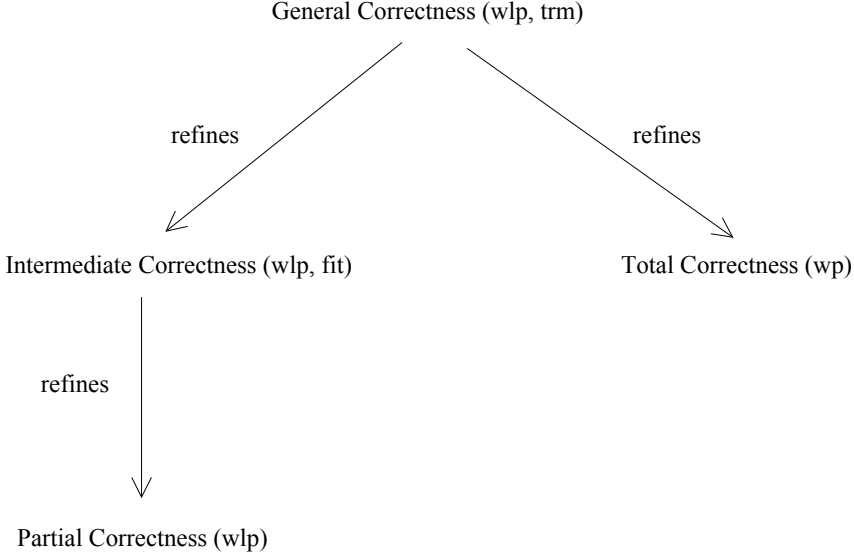 General Correctness (wlp, trm)
refines
refines
Intermediate Correctness (wlp, fit)
Total Correctness (wp)
refines
Partial Correctness (wlp)